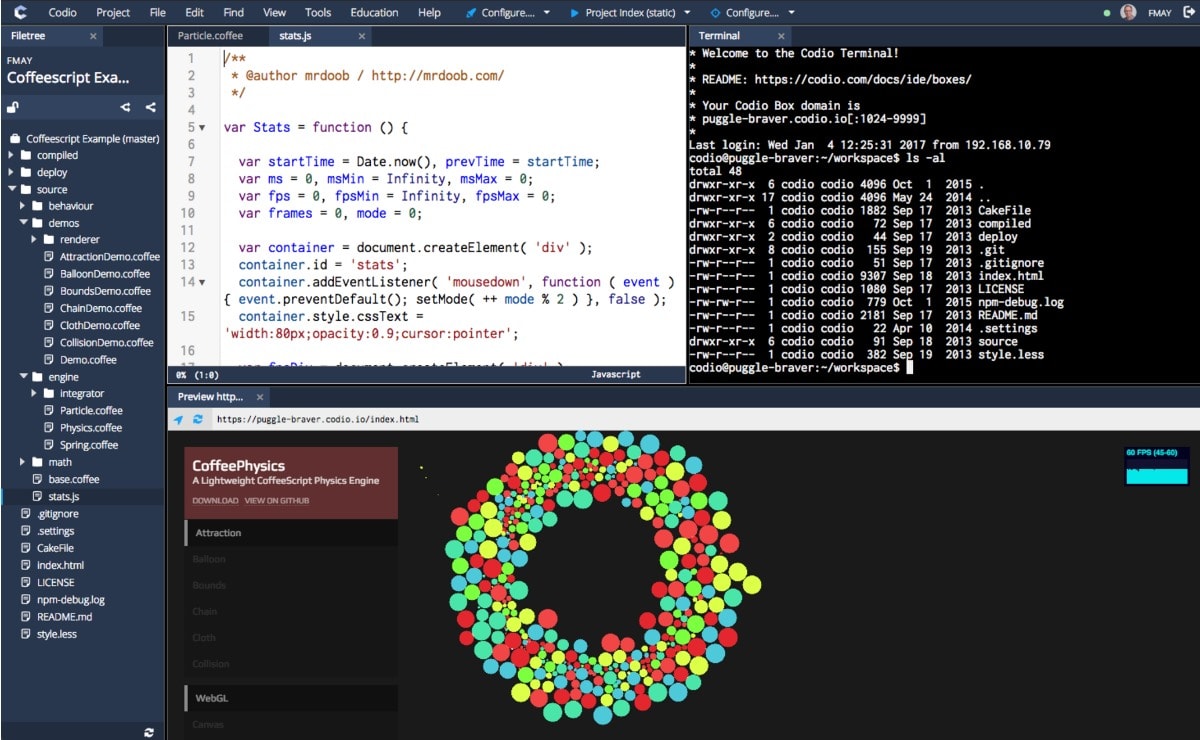 Codio Project File Edit Find View Tools Education Help Configure.... Project Index (static) Configure.... FMAY
Filetree ×
FMAY
Coffeescript Exa...
Coffeescript Example (master)
compiled
deploy
source
behaviour
demos
renderer
AttractionDemo.coffee
BalloonDemo.coffee
BoundsDemo.coffee
ChainDemo.coffee
ClothDemo.coffee
CollisionDemo.coffee
Demo.coffee
engine
integrator
Particle.coffee
Physics.coffee
Spring.coffee
math
base.coffee
stats.js
.gitignore
.settings
CakeFile
index.html
LICENSE
npm-debug.log
README.md
style.less
Particle.coffee stats.js ×
1 /**
2 * @author mrdoob / http://mrdoob.com/
3 */
4
5 var Stats = function () {
6
7 var startTime = Date.now(), prevTime = startTime;
8 var ms = 0, msMin = Infinity, msMax = 0;
9 var fps = 0, fpsMin = Infinity, fpsMax = 0;
10 var frames = 0, mode = 0;
11
12 var container = document.createElement( 'div' );
13 container.id = 'stats';
14 container.addEventListener( 'mousedown', function ( event )
{ event.preventDefault(); setMode( ++ mode % 2 ) }, false );
15 container.style.cssText =
'width:80px;opacity:0.9;cursor:pointer';
16
17 var fpsDiv = document.createElement( 'div' )
0% (1:0) Javascript
Terminal ×
* Welcome to the Codio Terminal!
*
* README: https://codio.com/docs/ide/boxes/
*
* Your Codio Box domain is
* puggle-braver.codio.io[:1024-9999]
*
Last login: Wed Jan 4 12:25:31 2017 from 192.168.10.79
codio@puggle-braver:~/workspace$ ls -al
total 48
drwxr-xr-x 6 codio codio 4096 Oct 1 2015 .
drwxr-xr-x 17 codio codio 4096 May 24 2014 ..
-rw-r--r-- 1 codio codio 1882 Sep 17 2013 CakeFile
drwxr-xr-x 6 codio codio 72 Sep 17 2013 compiled
drwxr-xr-x 2 codio codio 44 Sep 17 2013 deploy
drwxr-xr-x 8 codio codio 155 Sep 19 2013 .git
-rw-r--r-- 1 codio codio 51 Sep 17 2013 .gitignore
-rw-r--r-- 1 codio codio 9307 Sep 18 2013 index.html
-rw-r--r-- 1 codio codio 1080 Sep 17 2013 LICENSE
-rw-rw-r-- 1 codio codio 779 Oct 1 2015 npm-debug.log
-rw-r--r-- 1 codio codio 2181 Sep 17 2013 README.md
-rw-r--r-- 1 codio codio 22 Apr 10 2014 .settings
drwxr-xr-x 6 codio codio 91 Sep 18 2013 source
-rw-r--r-- 1 codio codio 382 Sep 19 2013 style.less
codio@puggle-braver:~/workspace$
Preview http... ×
https://puggle-braver.codio.io/index.html
CoffeePhysics
A Lightweight CoffeeScript Physics Engine
DOWNLOAD VIEW ON GITHUB
Attraction
Balloon
Bounds
Chain
Cloth
Collision
WebGL
Canvas
60 FPS (45-60)